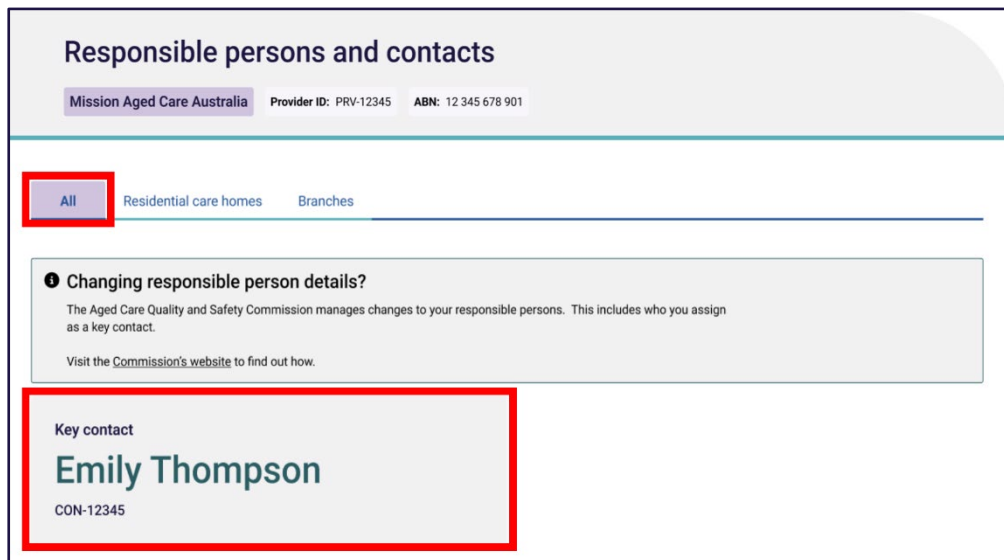 Responsible persons and contacts
Mission Aged Care Australia Provider ID: PRV-12345 ABN: 12 345 678 901
All Residential care homes Branches
Changing responsible person details?
The Aged Care Quality and Safety Commission manages changes to your responsible persons. This includes who you assign
as a key contact.
Visit the Commission's website to find out how.
Key contact
Emily Thompson
CON-12345